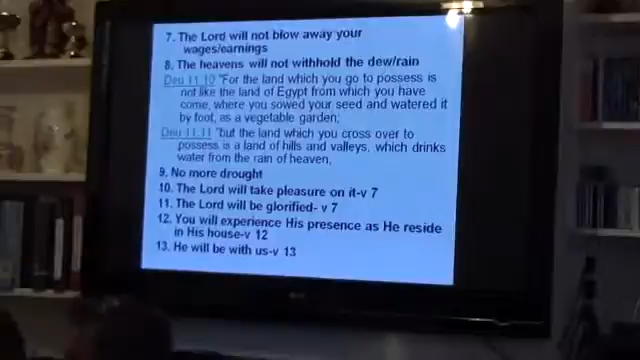 7. The Lord will not blow away your
wages/earnings
8. The heavens will not withhold the dew/rain
Deu 11.10 "For the land which you go to possess is
not like the land of Egypt from which you have
come, where you sowed your seed and watered it
by foot, as a vegetable garden;
Deu 11.11 "but the land which you cross over to
possess is a land of hills and valleys, which drinks
water from the rain of heaven,
9. No more drought
10. The Lord will take pleasure on it-v 7
11. The Lord will be glorified- v 7
12. You will experience His presence as He reside
in His house-v 12
13. He will be with us-v 13
LG